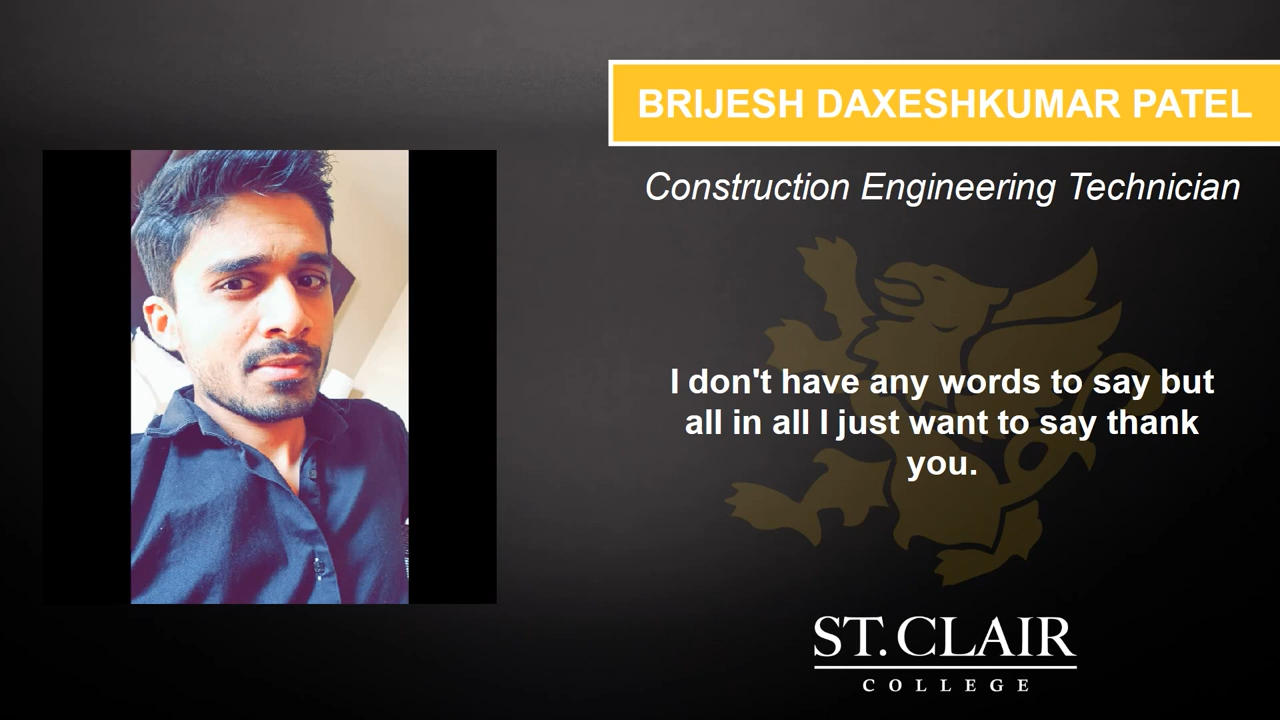 BRIJESH DAXESHKUMAR PATEL
Construction Engineering Technician
I don't have any words to say but
all in all I just want to say thank
you.
ST. CLAIR
COLLEGE